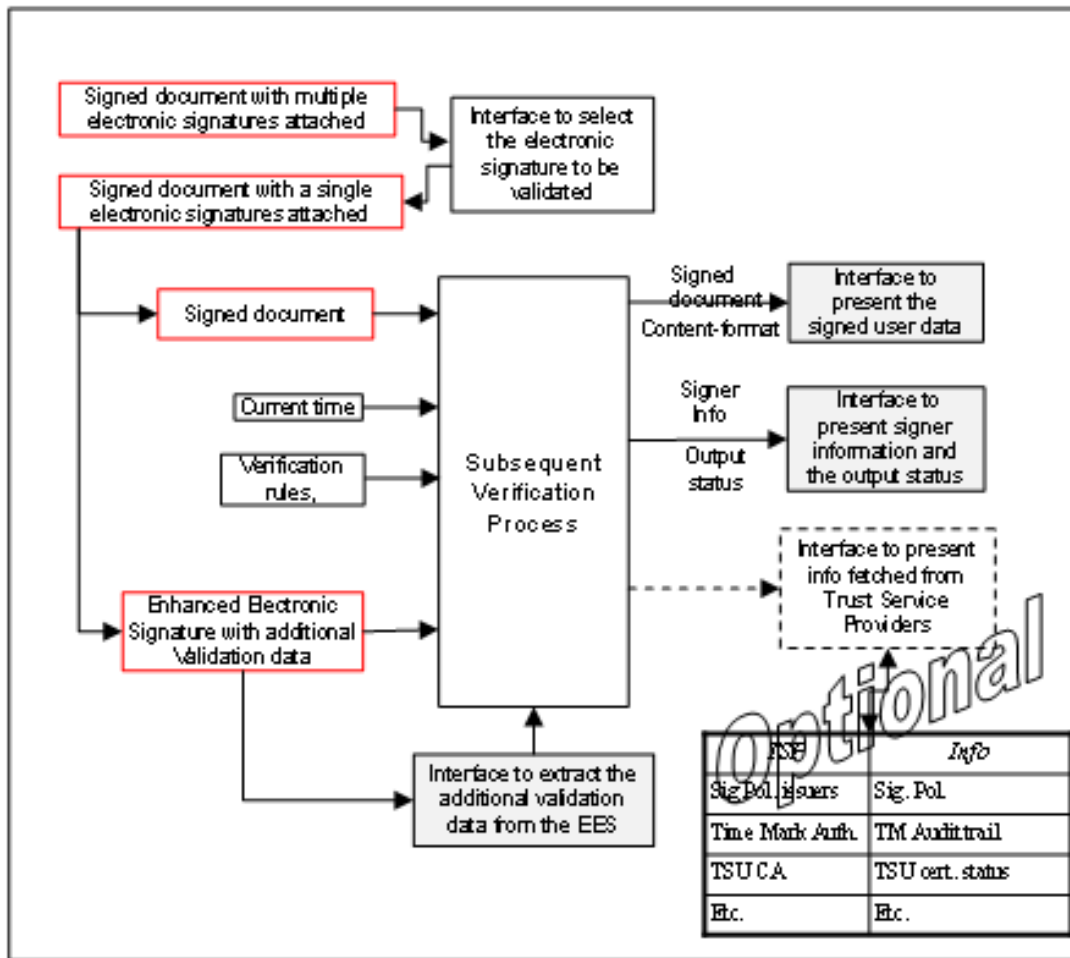 Signed document with multiple
electronic signatures attached
Interface to select
the electronic
signature to be
validated
Signed document with a single
electronic signatures attached
Signed document
Current time
Verification
rules,
Enhanced Electronic
Signature with additional
Validation data
Subsequent
Verification
Process
Interface to extract the
additional validation
data from the EES
Signed
document
Content-format
Interface to
present the
signed user data
Signer
Info
Output
status
Interface to
present signer
information and
the output status
Interface to present
info fetched from
Trust Service
Providers
Optional
TSP Info
Sig.Pol. issuers Sig. Pol.
Time Mark Auth. TM Audit trail
TSU CA TSU cert. status
Etc. Etc.